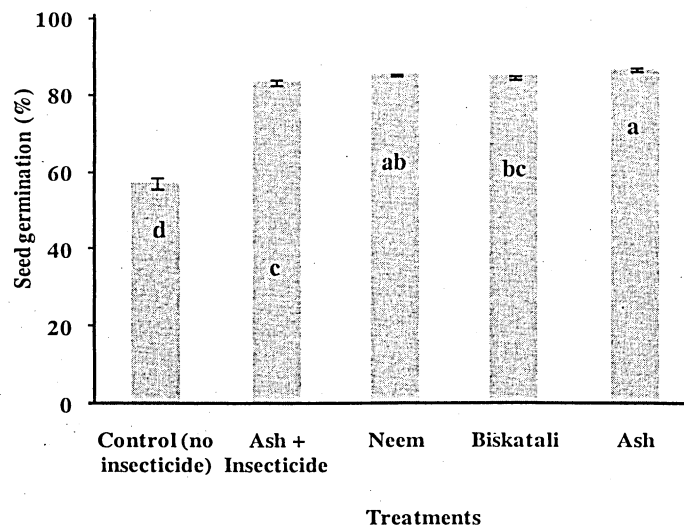 100
80
60
40
20
0
Seed germination (%)
d
c
ab
bc
a
Control (no insecticide)
Ash + Insecticide
Neem
Biskatali
Ash
Treatments